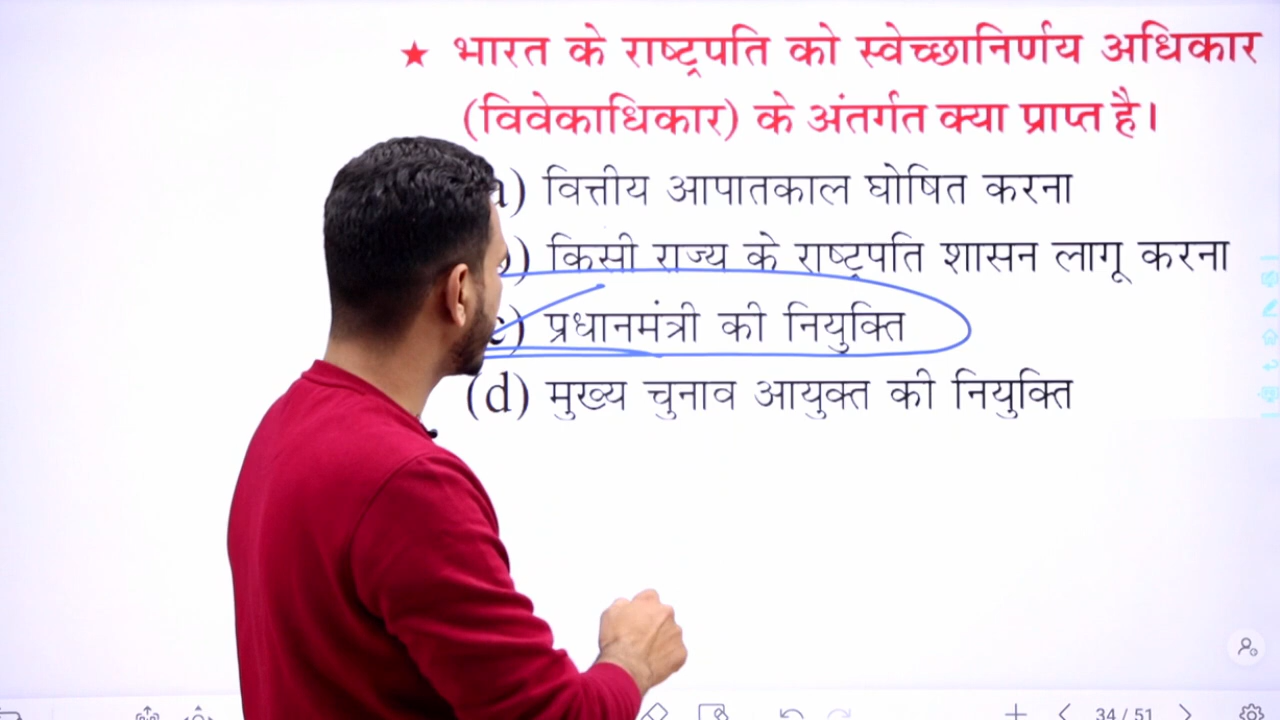 ★ भारत के राष्ट्रपति को स्वेच्छानिर्णय अधिकार
(विवेकाधिकार) के अंतर्गत क्या प्राप्त है।
) वित्तीय आपातकाल घोषित करना
) किसी राज्य के राष्ट्रपति शासन लागू करना
c) प्रधानमंत्री की नियुक्ति
(d) मुख्य चुनाव आयुक्त की नियुक्ति
34 / 51